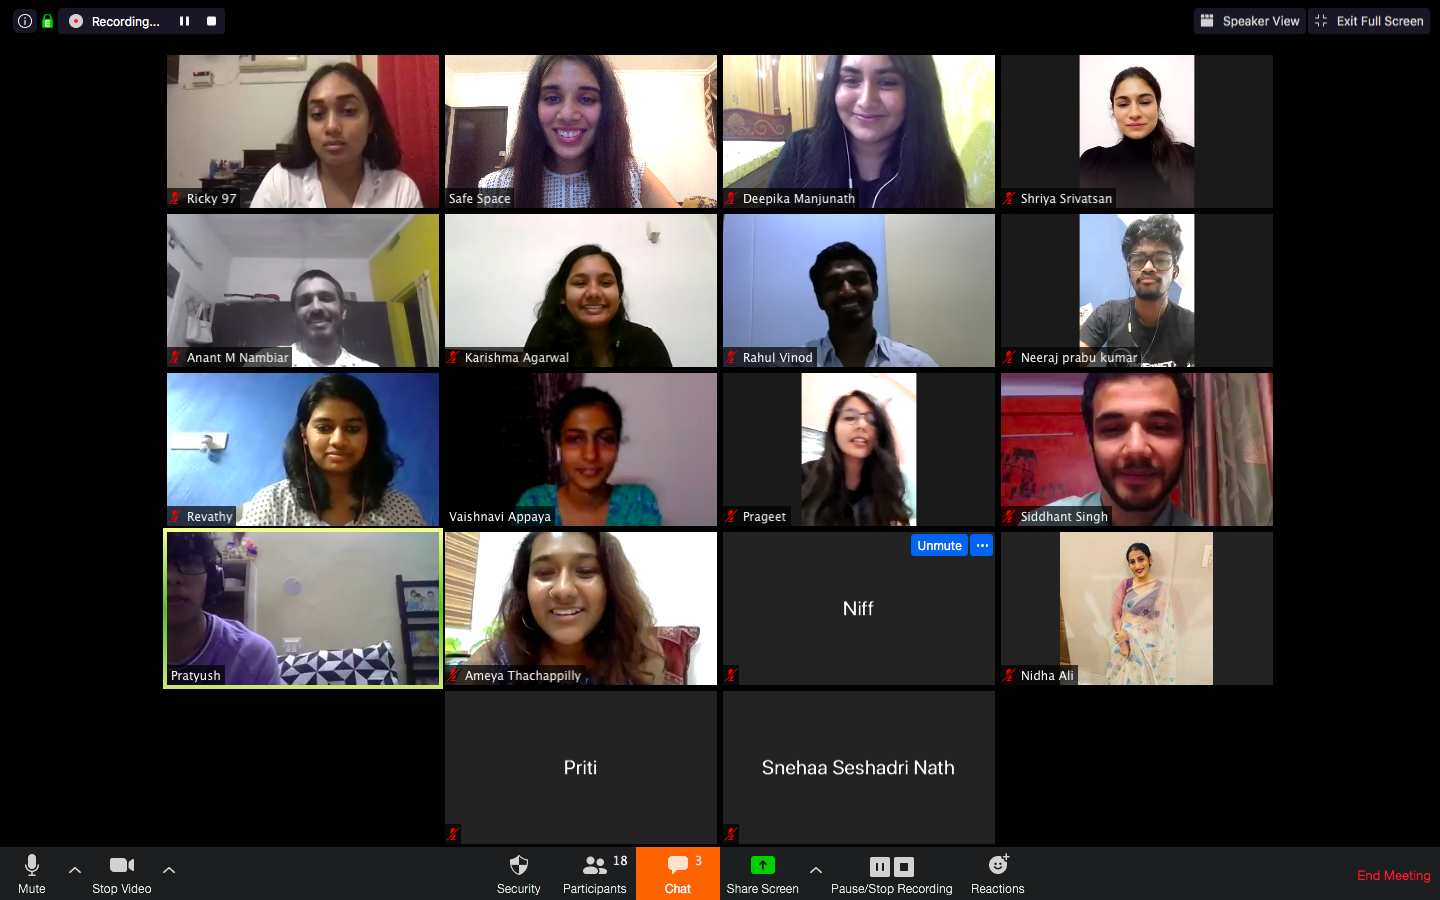 Recording...
Speaker View
Exit Full Screen
Ricky 97
Safe Space
Deepika Manjunath
Shriya Srivatsan
Anant M Nambiar
Karishma Agarwal
Rahul Vinod
Neeraj prabu kumar
Revathy
Vaishnavi Appaya
Prageet
Siddhant Singh
Pratyush
Ameya Thachappilly
Unmute
Niff
Nidha Ali
Priti
Snehaa Seshadri Nath
Mute
Stop Video
Security
Participants
18
Chat
3
Share Screen
Pause/Stop Recording
Reactions
End Meeting